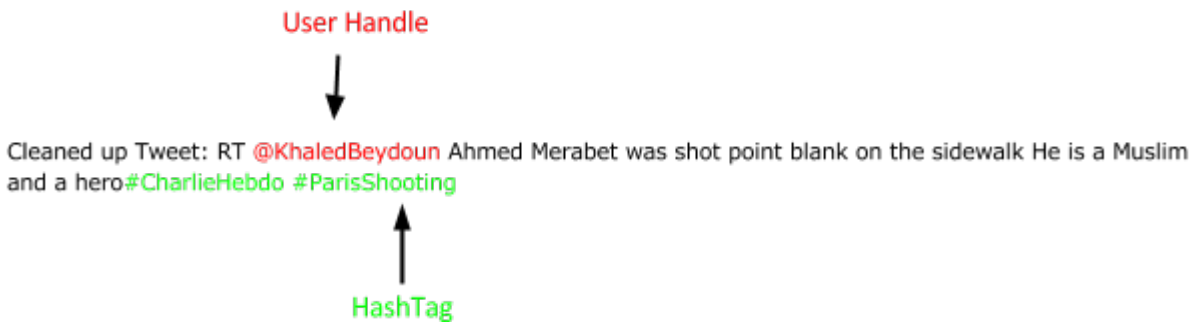 User Handle
Cleaned up Tweet: RT @KhaledBeydoun Ahmed Merabet was shot point blank on the sidewalk He is a Muslim
and a hero#CharlieHebdo #ParisShooting
HashTag